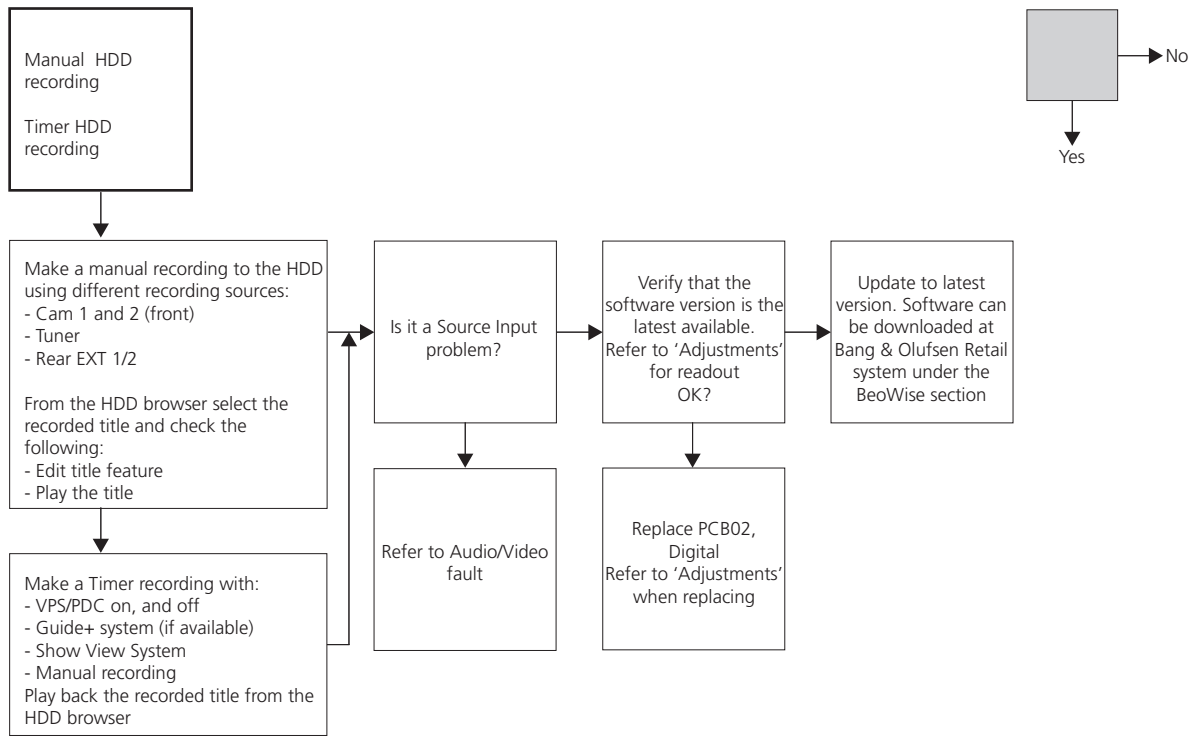 Manual HDD
recording
Timer HDD
recording
No
Yes
Make a manual recording to the HDD
using different recording sources:
- Cam 1 and 2 (front)
- Tuner
- Rear EXT 1/2
From the HDD browser select the
recorded title and check the
following:
- Edit title feature
- Play the title
Is it a Source Input
problem?
Verify that the
software version is the
latest available.
Refer to ‘Adjustments’
for readout
OK?
Update to latest
version. Software can
be downloaded at
Bang & Olufsen Retail
system under the
BeoWise section
Make a Timer recording with:
- VPS/PDC on, and off
- Guide+ system (if available)
- Show View System
- Manual recording
Play back the recorded title from the
HDD browser
Refer to Audio/Video
fault
Replace PCB02,
Digital
Refer to ‘Adjustments’
when replacing